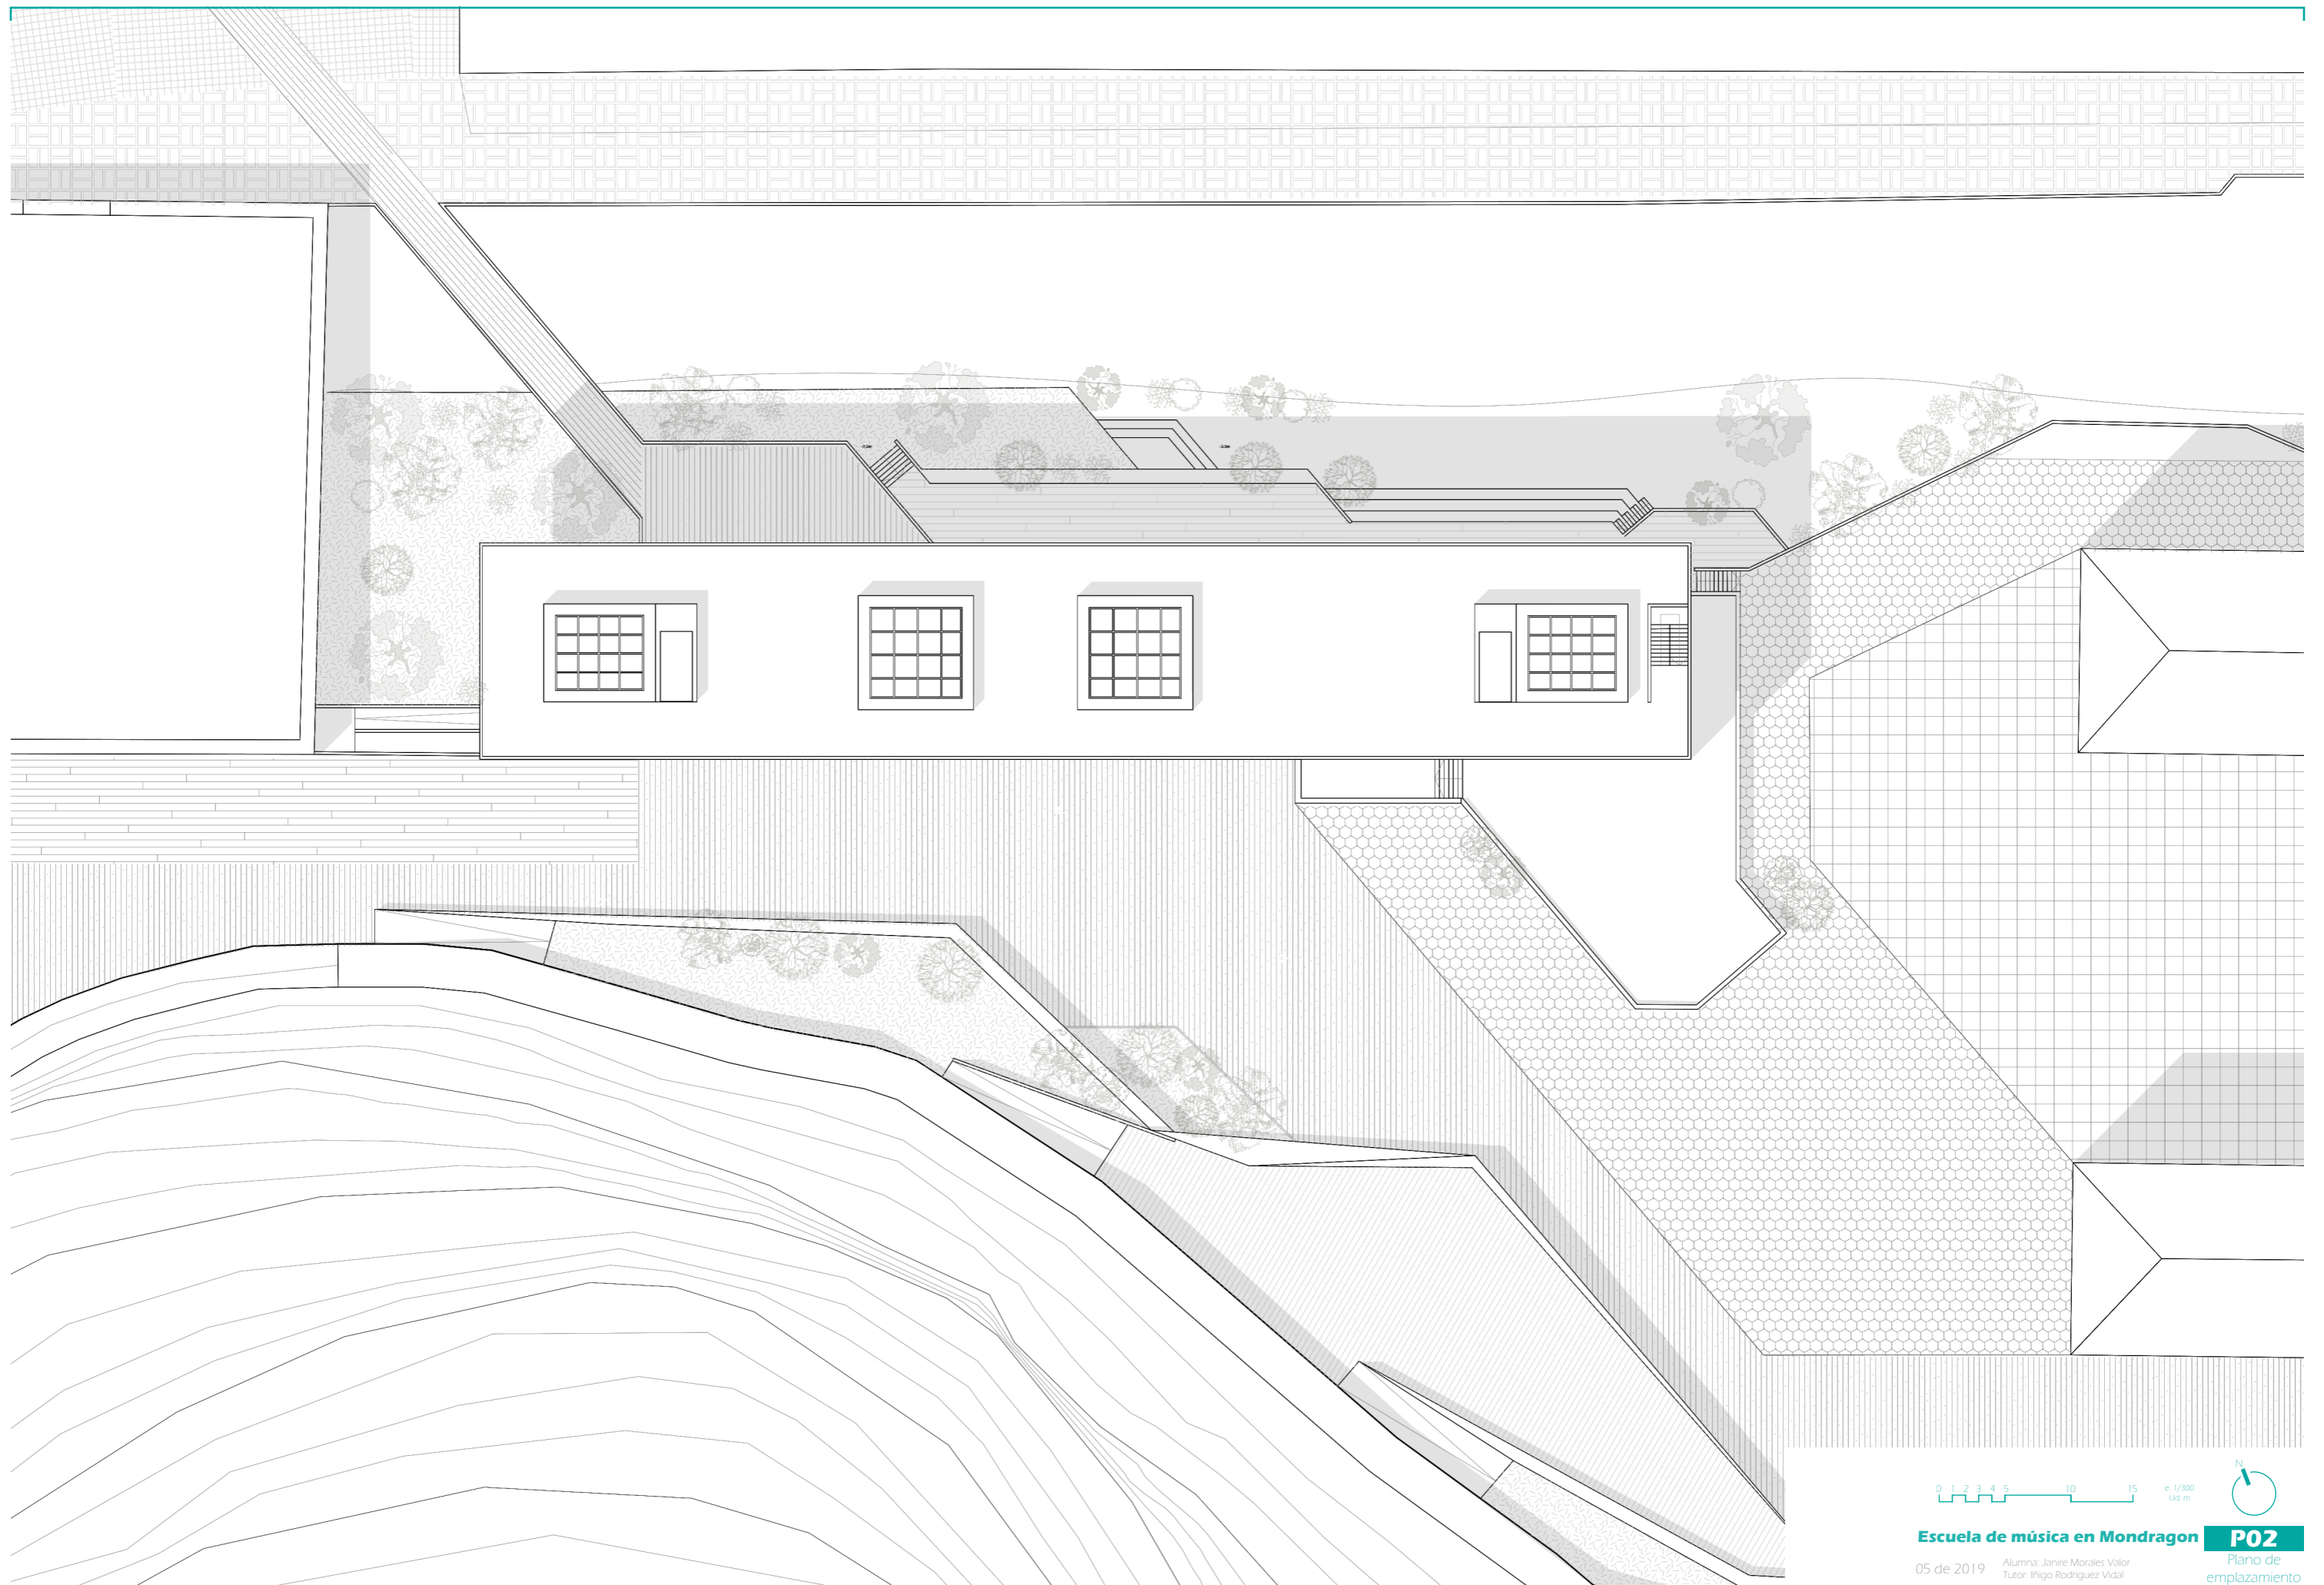 N
0 1 2 3 4 5 10 15
e: 1/300
Ud: m
Escuela de música en Mondragon
P02
05 de 2019
Alumna: Janire Morales Valor
Tutor: Iñigo Rodriguez Vidal
Plano de
emplazamiento